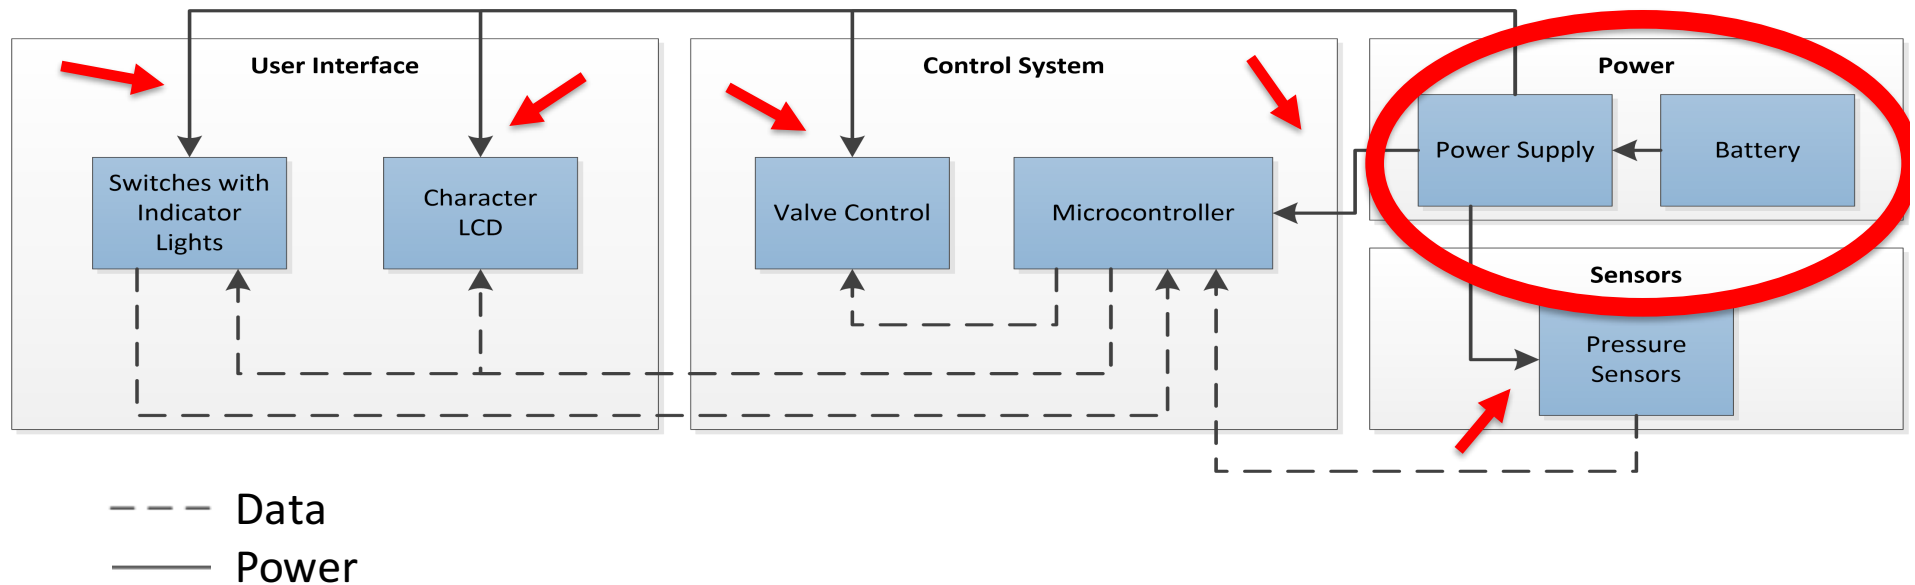 User Interface
Switches with
Indicator
Lights
Character
LCD
Control System
Valve Control
Microcontroller
Power
Power Supply
Battery
Sensors
Pressure
Sensors
Data
Power